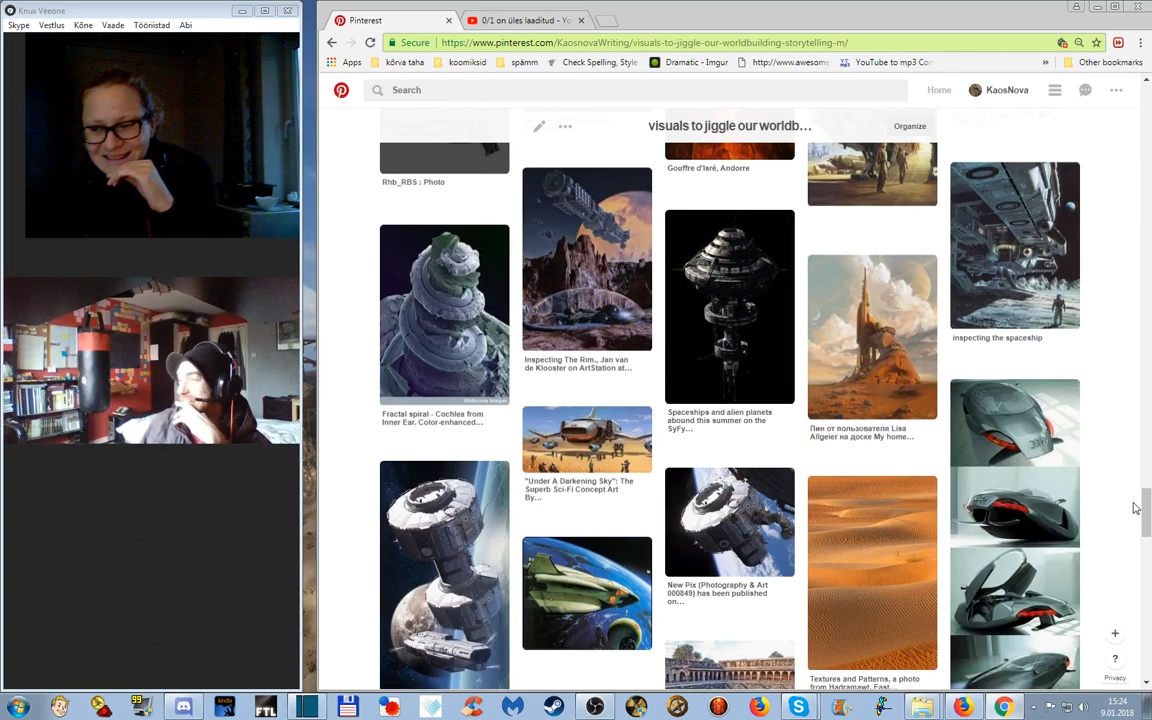 Knux Veeone
Skype Vestlus Kõne Vaade Tööriistad Abi
Pinterest
0/1 on üles laaditud - Yo
Secure https://www.pinterest.com/KaosnovaWriting/visuals-to-jiggle-our-worldbuilding-storytelling-m/
Apps kõrva taha koomiksid spämm Check Spelling, Style Dramatic - Imgur http://www.awesome YouTube to mp3 Con » Other bookmarks
Search
Home KaosNova
visuals to jiggle our worldb...
Organize
Rhb_RBS : Photo
Gouffre d'Isré, Andorre
inspecting the spaceship
Fractal spiral - Cochlea from
Inner Ear. Color-enhanced...
Inspecting The Rim., Jan van
de Klooster on ArtStation at...
Spaceships and alien planets
abound this summer on the
SyFy...
Пин от пользователя Lisa
Allgeier на доске My home...
"Under A Darkening Sky": The
Superb Sci-Fi Concept Art
By...
New Pix (Photography & Art
000849) has been published
on...
Textures and Patterns, a photo
from Hadramawt, East...
+
?
Privacy
99
kindle
FTL
15:24
9.01.2018